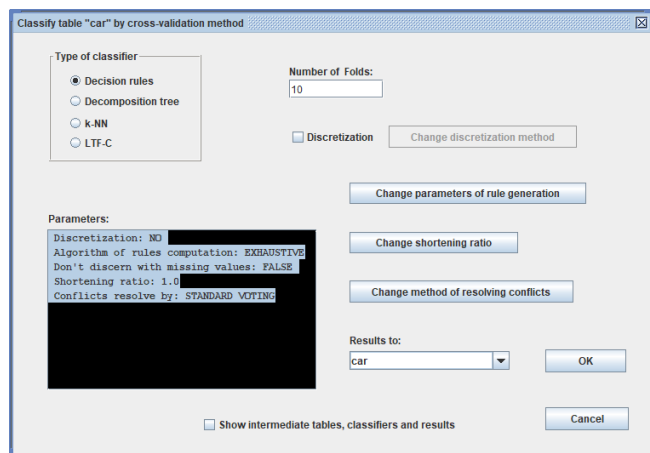 Classify table "car" by cross-validation method
Type of classifier
Decision rules
Decomposition tree
k-NN
LTF-C
Number of Folds:
10
Discretization
Change discretization method
Change parameters of rule generation
Parameters:
Discretization: NO
Algorithm of rules computation: EXHAUSTIVE
Don't discern with missing values: FALSE
Shortening ratio: 1.0
Conflicts resolve by: STANDARD VOTING
Change shortening ratio
Change method of resolving conflicts
Results to:
car
OK
Show intermediate tables, classifiers and results
Cancel